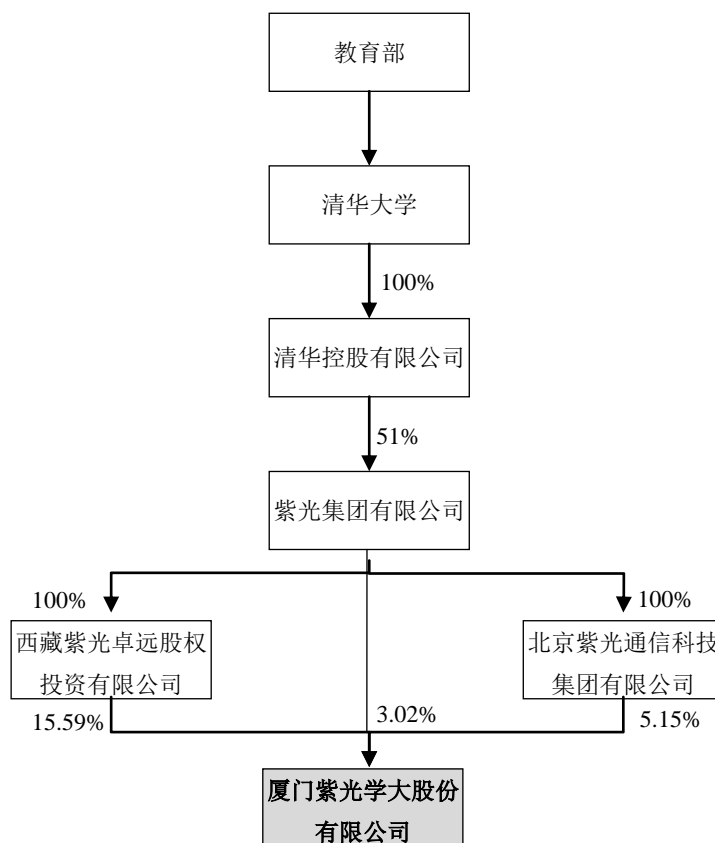 教育部
清华大学
100%
清华控股有限公司
51%
紫光集团有限公司
100%
100%
西藏紫光卓远股权
投资有限公司
北京紫光通信科技
集团有限公司
15.59%
3.02%
5.15%
厦门紫光学大股份
有限公司